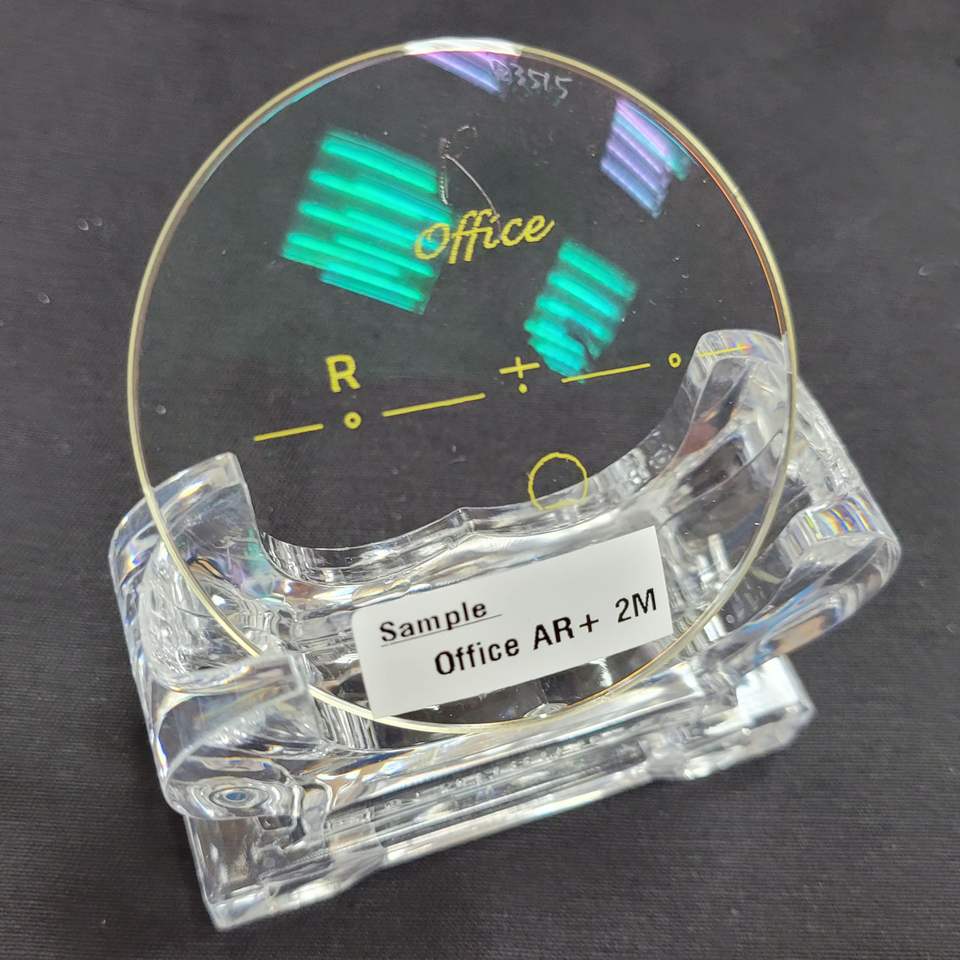 Office
R
Sample
Office AR+ 2M